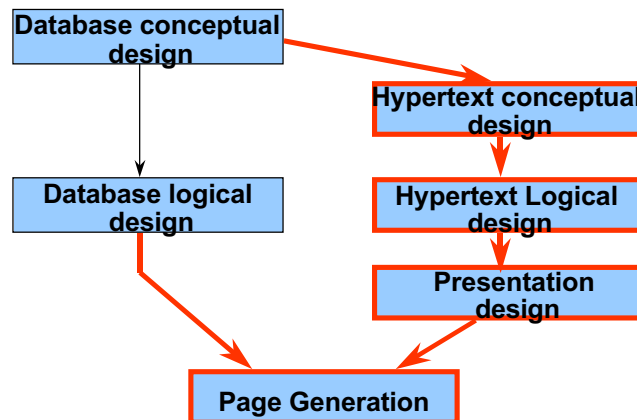 Database conceptual
design
Hypertext conceptual
design
Database logical
design
Hypertext Logical
design
Presentation
design
Page Generation